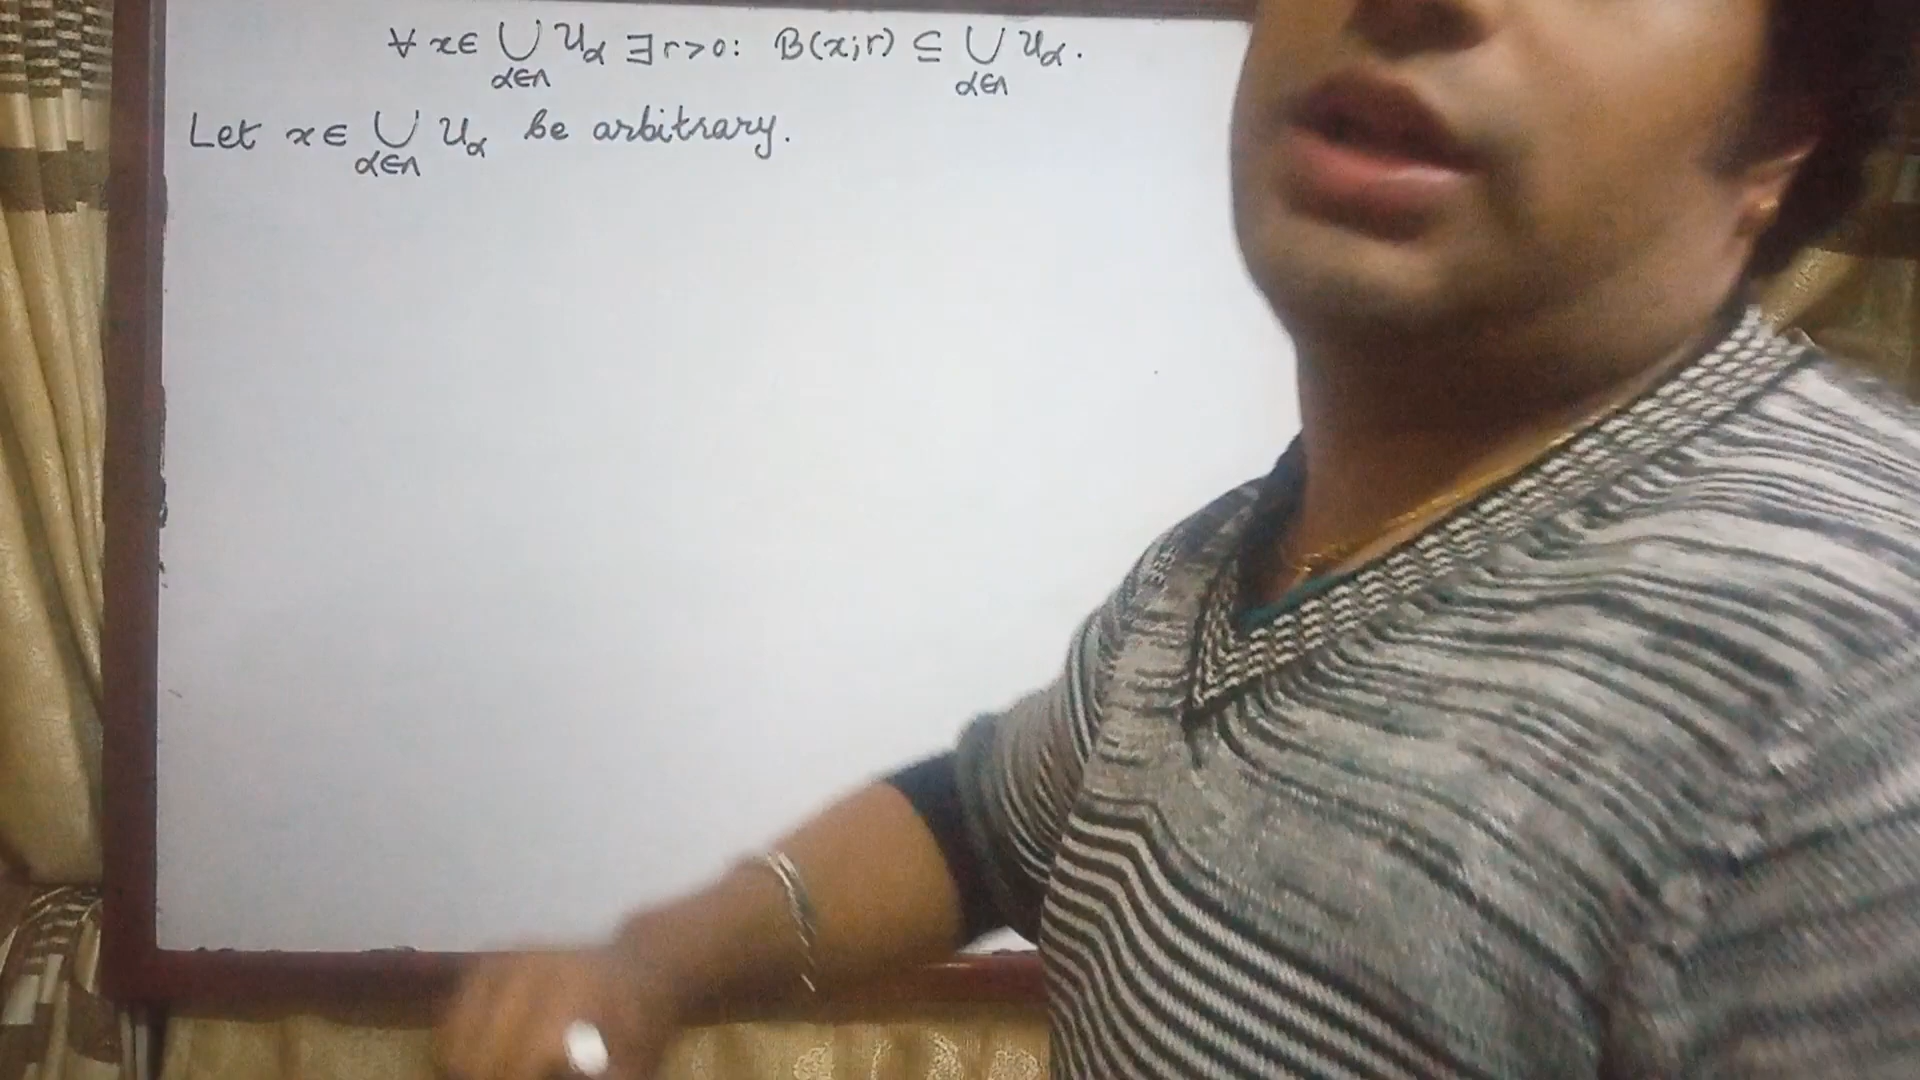 ∀ x ∈ ⋃_{α∈Λ} U_α ∃ r > 0 : B(x;r) ⊆ ⋃_{α∈Λ} U_α.
Let x ∈ ⋃_{α∈Λ} U_α be arbitrary.